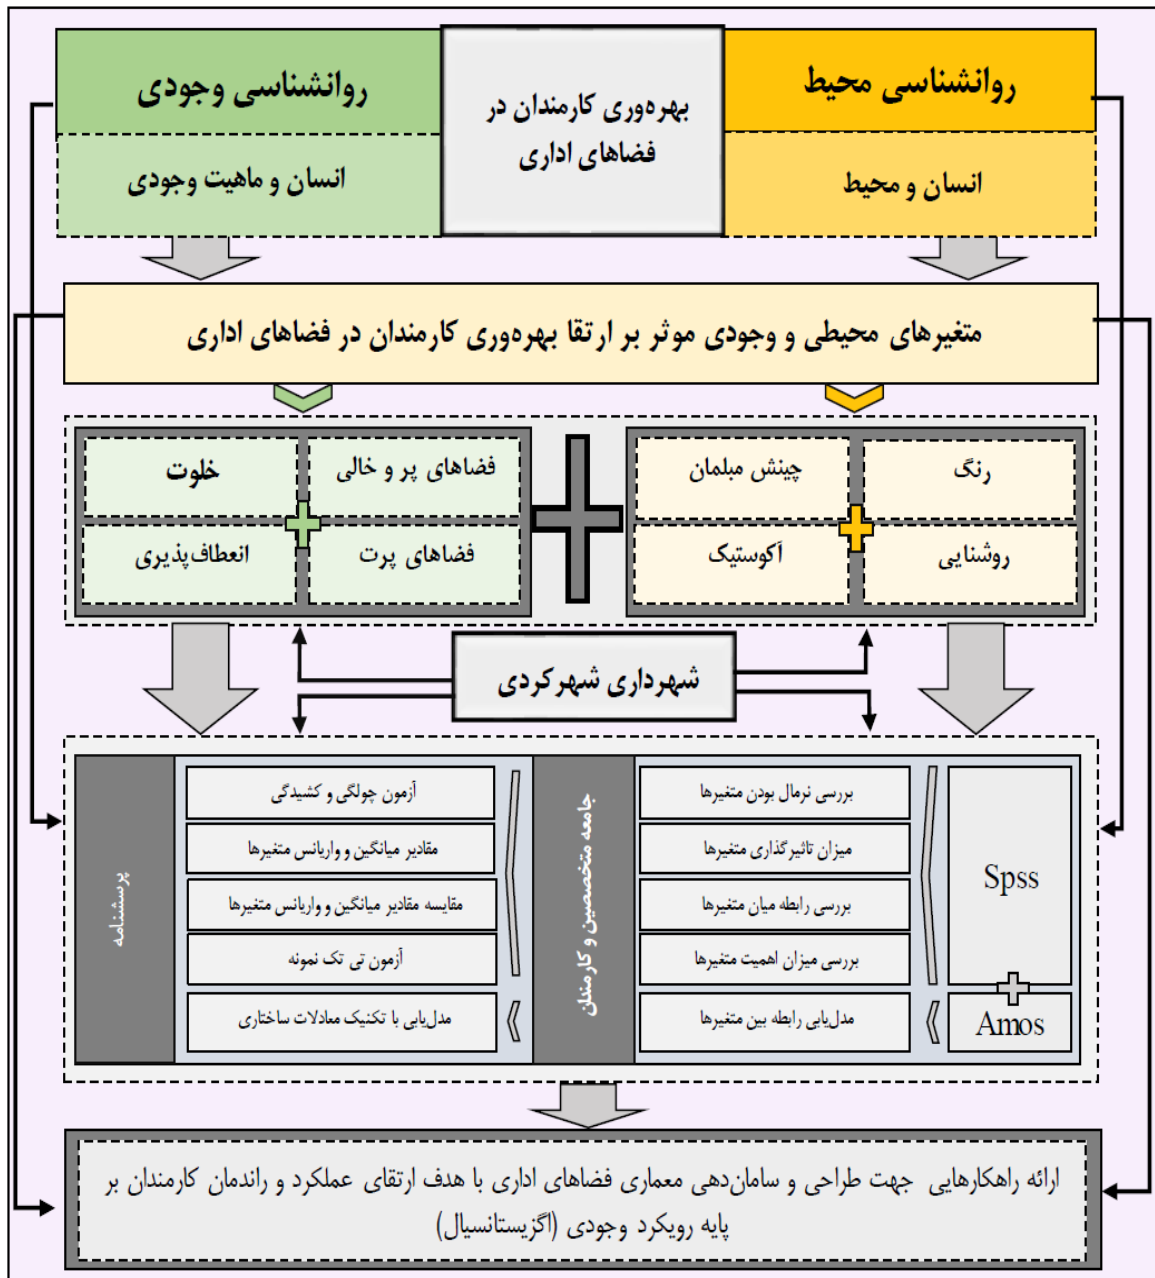 روانشناسی محیط
انسان و محیط
بهره‌وری کارمندان در
فضاهای اداری
روانشناسی وجودی
انسان و ماهیت وجودی
متغیرهای محیطی و وجودی موثر بر ارتقا بهره‌وری کارمندان در فضاهای اداری
رنگ
چینش مبلمان
روشنایی
آکوستیک
فضاهای پر و خالی
خلوت
فضاهای پرت
انعطاف‌پذیری
شهرداری شهرکردی
Spss
Amos
بررسی نرمال بودن متغیرها
میزان تاثیرگذاری متغیرها
بررسی رابطه میان متغیرها
بررسی میزان اهمیت متغیرها
مدل‌یابی رابطه بین متغیرها
جامعه متخصصین و کارمندان
آزمون چولگی و کشیدگی
مقادیر میانگین و واریانس متغیرها
مقایسه مقادیر میانگین و واریانس متغیرها
آزمون تی تک نمونه
مدل‌یابی با تکنیک معادلات ساختاری
پرسشنامه
ارائه راهکارهایی جهت طراحی و سامان‌دهی معماری فضاهای اداری با هدف ارتقای عملکرد و راندمان کارمندان بر
پایه رویکرد وجودی (اگزیستانسیال)